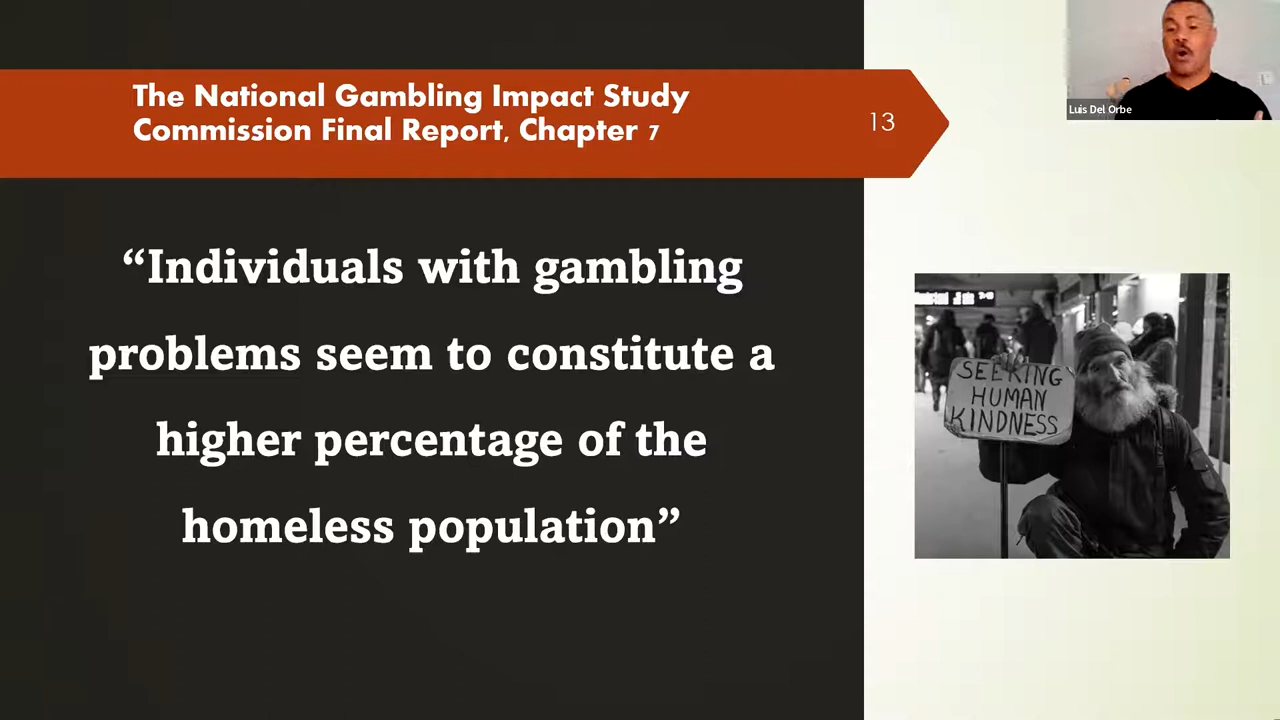 The National Gambling Impact Study
Commission Final Report, Chapter 7
13
Luis Del Orbe
“Individuals with gambling
problems seem to constitute a
higher percentage of the
homeless population”
SEEKING
HUMAN
KINDNESS